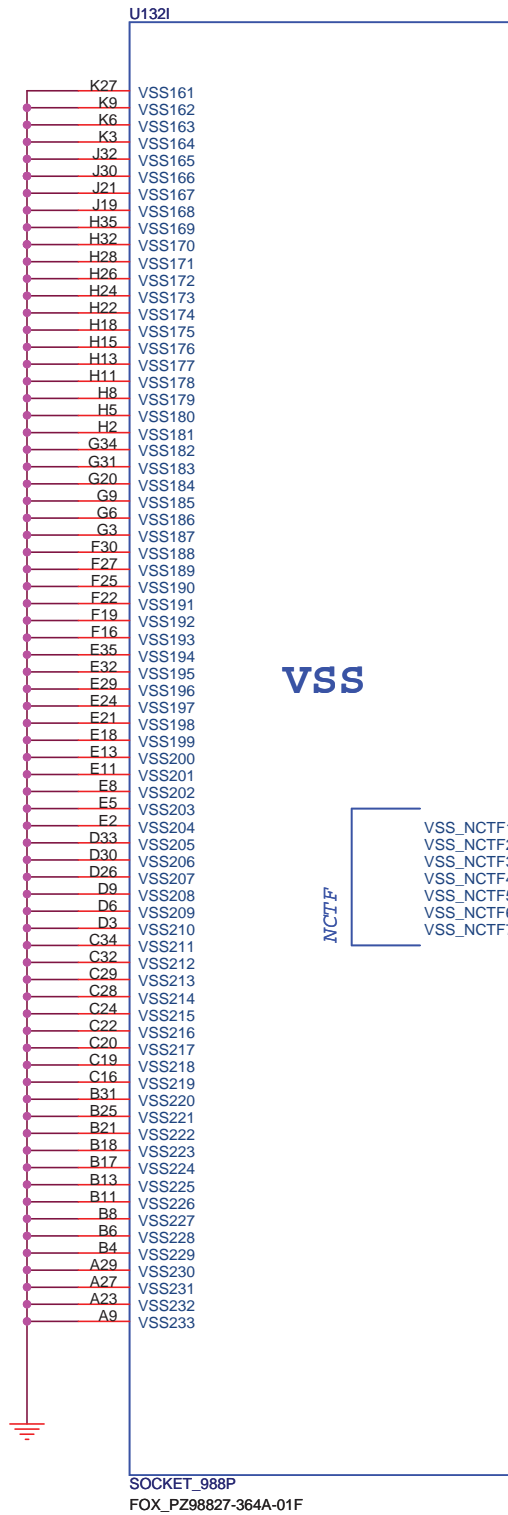 U132I
K27 VSS161
K9 VSS162
K6 VSS163
K3 VSS164
J32 VSS165
J30 VSS166
J21 VSS167
J19 VSS168
H35 VSS169
H32 VSS170
H28 VSS171
H26 VSS172
H24 VSS173
H22 VSS174
H18 VSS175
H15 VSS176
H13 VSS177
H11 VSS178
H8 VSS179
H5 VSS180
H2 VSS181
G34 VSS182
G31 VSS183
G20 VSS184
G9 VSS185
G6 VSS186
G3 VSS187
F30 VSS188
F27 VSS189
F25 VSS190
F22 VSS191
F19 VSS192
F16 VSS193
E35 VSS194
E32 VSS195
E29 VSS196
E24 VSS197
E21 VSS198
E18 VSS199
E13 VSS200
E11 VSS201
E8 VSS202
E5 VSS203
E2 VSS204
D33 VSS205
D30 VSS206
D26 VSS207
D9 VSS208
D6 VSS209
D3 VSS210
C34 VSS211
C32 VSS212
C29 VSS213
C28 VSS214
C24 VSS215
C22 VSS216
C20 VSS217
C19 VSS218
C16 VSS219
B31 VSS220
B25 VSS221
B21 VSS222
B18 VSS223
B17 VSS224
B13 VSS225
B11 VSS226
B8 VSS227
B6 VSS228
B4 VSS229
A29 VSS230
A27 VSS231
A23 VSS232
A9 VSS233
VSS
NCTF
VSS_NCTF1
VSS_NCTF2
VSS_NCTF3
VSS_NCTF4
VSS_NCTF5
VSS_NCTF6
VSS_NCTF7
SOCKET_988P
FOX_PZ98827-364A-01F